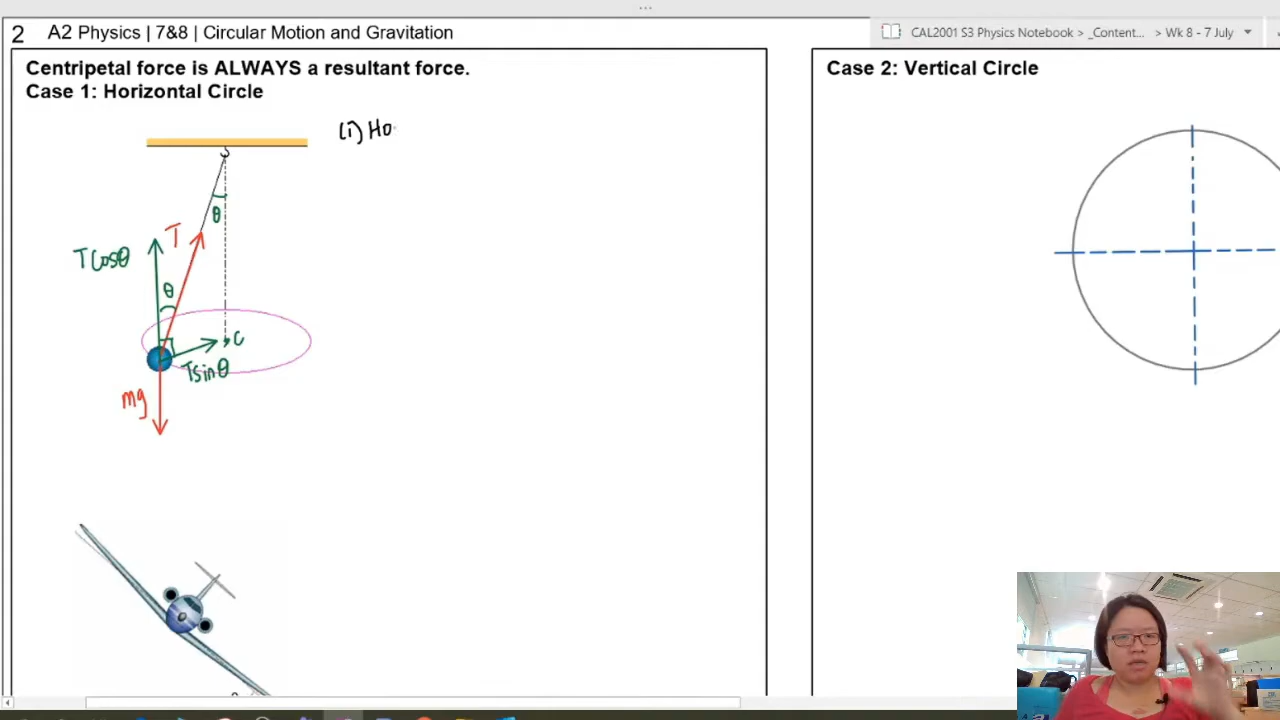 ...
2 A2 Physics | 7&8 | Circular Motion and Gravitation
CAL2001 S3 Physics Notebook > _Content... > Wk 8 - 7 July
Centripetal force is ALWAYS a resultant force.
Case 1: Horizontal Circle
(i) Ho
θ
T
Tcosθ
θ
C
Tsinθ
mg
Case 2: Vertical Circle